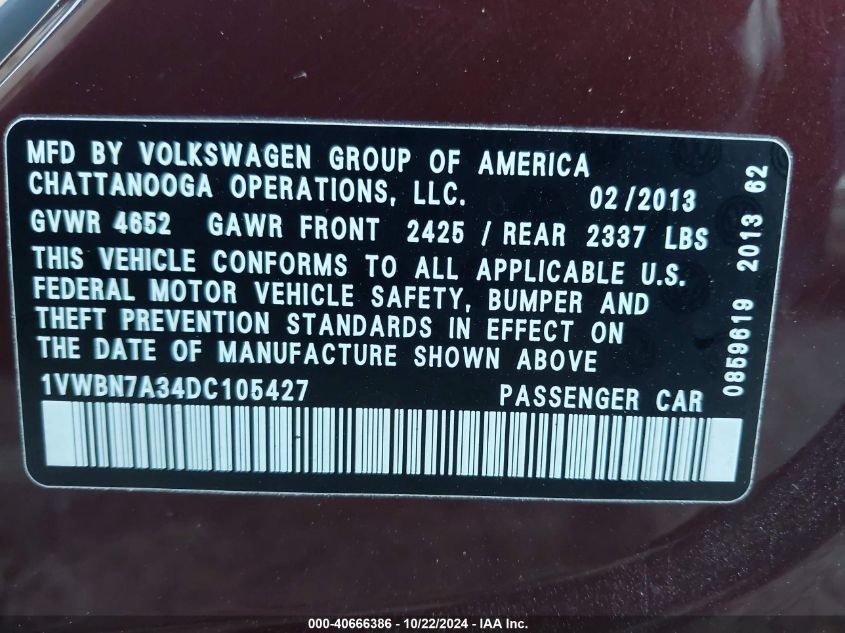 MFD BY VOLKSWAGEN GROUP OF AMERICA
CHATTANOOGA OPERATIONS, LLC. 02/2013
GVWR 4652 GAWR FRONT 2425 / REAR 2337 LBS
THIS VEHICLE CONFORMS TO ALL APPLICABLE U.S.
FEDERAL MOTOR VEHICLE SAFETY, BUMPER AND
THEFT PREVENTION STANDARDS IN EFFECT ON
THE DATE OF MANUFACTURE SHOWN ABOVE
1VWBN7A34DC105427 PASSENGER CAR
0859619 2013 62
000-40666386 - 10/22/2024 - IAA Inc.